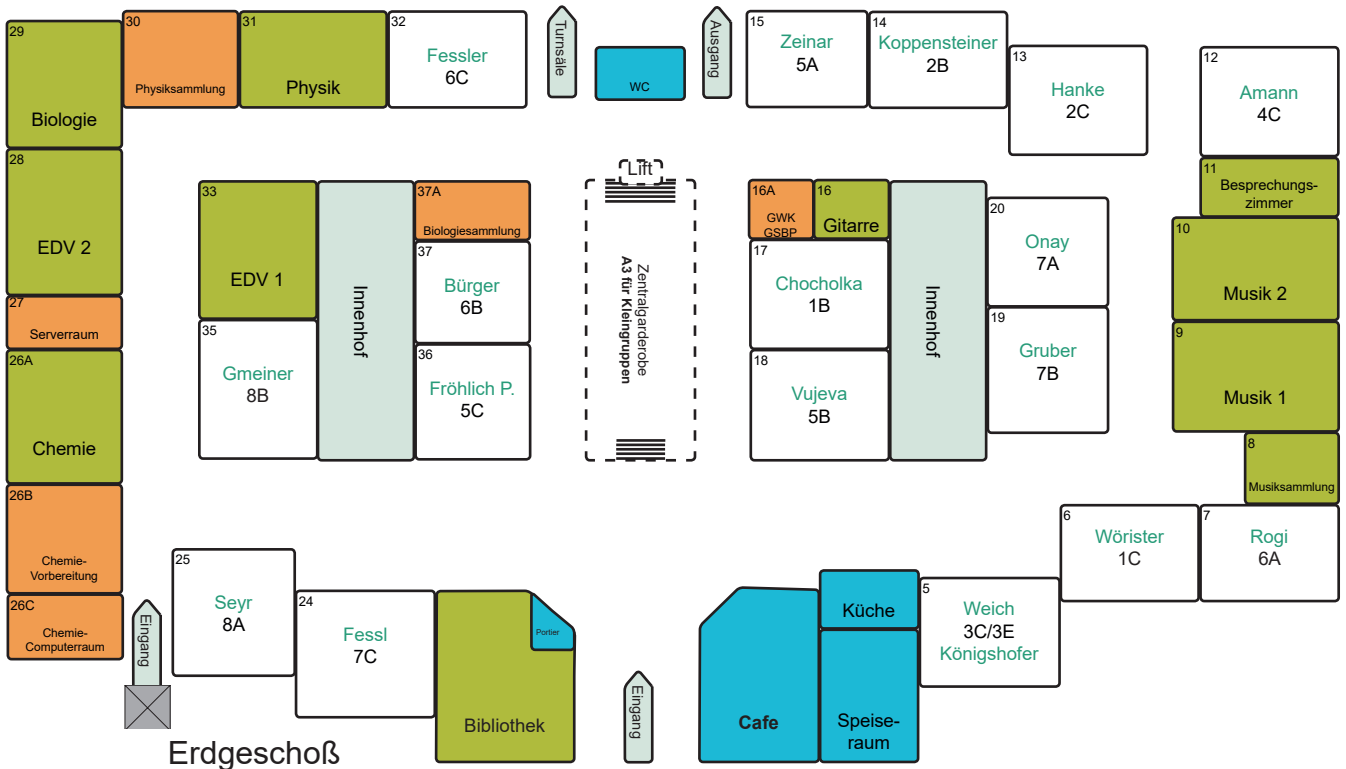 29
Biologie
30
Physiksammlung
31
Physik
32
Fessler
6C
Turnsäle
WC
Ausgang
15
Zeinar
5A
14
Koppensteiner
2B
13
Hanke
2C
12
Amann
4C
28
EDV 2
33
EDV 1
Innenhof
37A
Biologiesammlung
37
Bürger
6B
Lift
Zentralgarderobe
A3 für Kleingruppen
16A
GWK
GSBP
16
Gitarre
17
Chocholka
1B
Innenhof
20
Onay
7A
11
Besprechungs-
zimmer
10
Musik 2
27
Serverraum
26A
Chemie
35
Gmeiner
8B
36
Fröhlich P.
5C
18
Vujeva
5B
19
Gruber
7B
9
Musik 1
8
Musiksammlung
26B
Chemie-
Vorbereitung
26C
Chemie-
Computerraum
Eingang
25
Seyr
8A
24
Fessl
7C
Portier
Bibliothek
Eingang
Cafe
Küche
Speise-
raum
5
Weich
3C/3E
Königshofer
6
Wörister
1C
7
Rogi
6A
Erdgeschoß